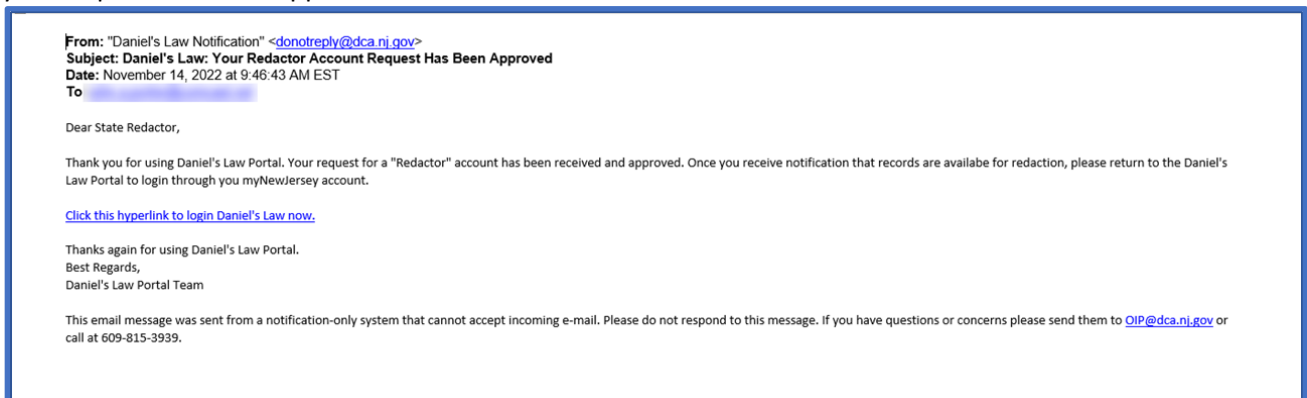 From: "Daniel's Law Notification" <donotreply@dca.nj.gov>
Subject: Daniel's Law: Your Redactor Account Request Has Been Approved
Date: November 14, 2022 at 9:46:43 AM EST
To
Dear State Redactor,
Thank you for using Daniel's Law Portal. Your request for a "Redactor" account has been received and approved. Once you receive notification that records are availabe for redaction, please return to the Daniel's
Law Portal to login through you myNewJersey account.
Click this hyperlink to login Daniel's Law now.
Thanks again for using Daniel's Law Portal.
Best Regards,
Daniel's Law Portal Team
This email message was sent from a notification-only system that cannot accept incoming e-mail. Please do not respond to this message. If you have questions or concerns please send them to OIP@dca.nj.gov or
call at 609-815-3939.